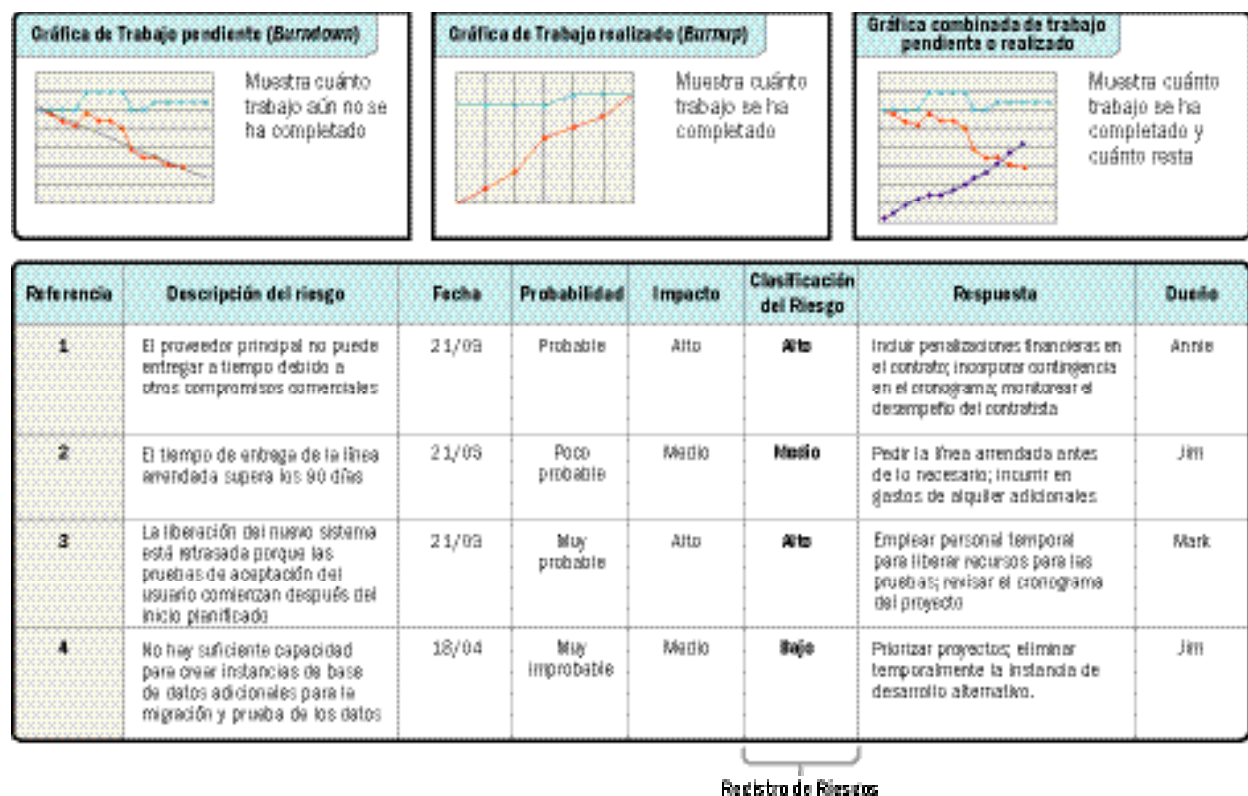 Gráfica de Trabajo pendiente (Burndown)
Muestra cuánto
trabajo aún no se
ha completado
Gráfica de Trabajo realizado (Burnup)
Muestra cuánto
trabajo se ha
completado
Gráfica combinada de trabajo
pendiente o realizado
Muestra cuánto
trabajo se ha
completado y
cuánto resta
Referencia
Descripción del riesgo
Fecha
Probabilidad
Impacto
Clasificación
del Riesgo
Respuesta
Dueño
1
El proveedor principal no puede
entregar a tiempo debido a
otros compromisos comerciales
21/03
Probable
Alto
Alto
Incluir penalizaciones financieras en
el contrato; incorporar contingencia
en el cronograma; monitorear el
desempeño del contratista
Annie
2
El tiempo de entrega de la línea
arrendada supera los 90 días
21/03
Poco
probable
Medio
Medio
Pedir la línea arrendada antes
de lo necesario; incurrir en
gastos de alquiler adicionales
Jim
3
La liberación del nuevo sistema
está retrasada porque las
pruebas de aceptación del
usuario comienzan después del
inicio planificado
21/03
Muy
probable
Alto
Alto
Emplear personal temporal
para liberar recursos para las
pruebas; revisar el cronograma
del proyecto
Mark
4
No hay suficiente capacidad
para crear instancias de base
de datos adicionales para la
migración y prueba de los datos
18/04
Muy
improbable
Medio
Bajo
Priorizar proyectos; eliminar
temporalmente la instancia de
desarrollo alternativo.
Jim
Registro de Riesgos